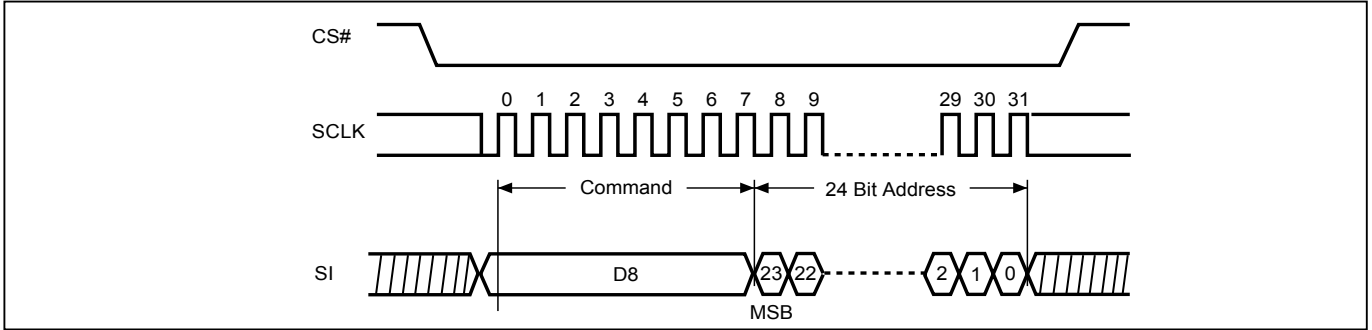 CS#
0 1 2 3 4 5 6 7 8 9 29 30 31
SCLK
Command 24 Bit Address
SI D8 23 22 2 1 0
MSB